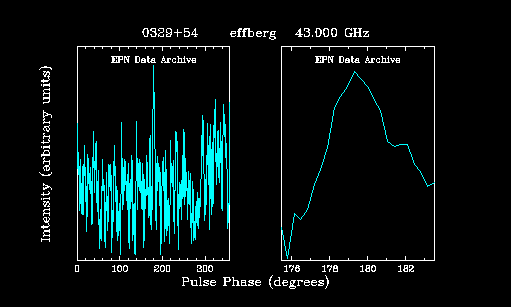 0329+54 effberg 43.000 GHz
EPN Data Archive EPN Data Archive
Intensity (arbitrary units)
0 100 200 300 176 178 180 182
Pulse Phase (degrees)